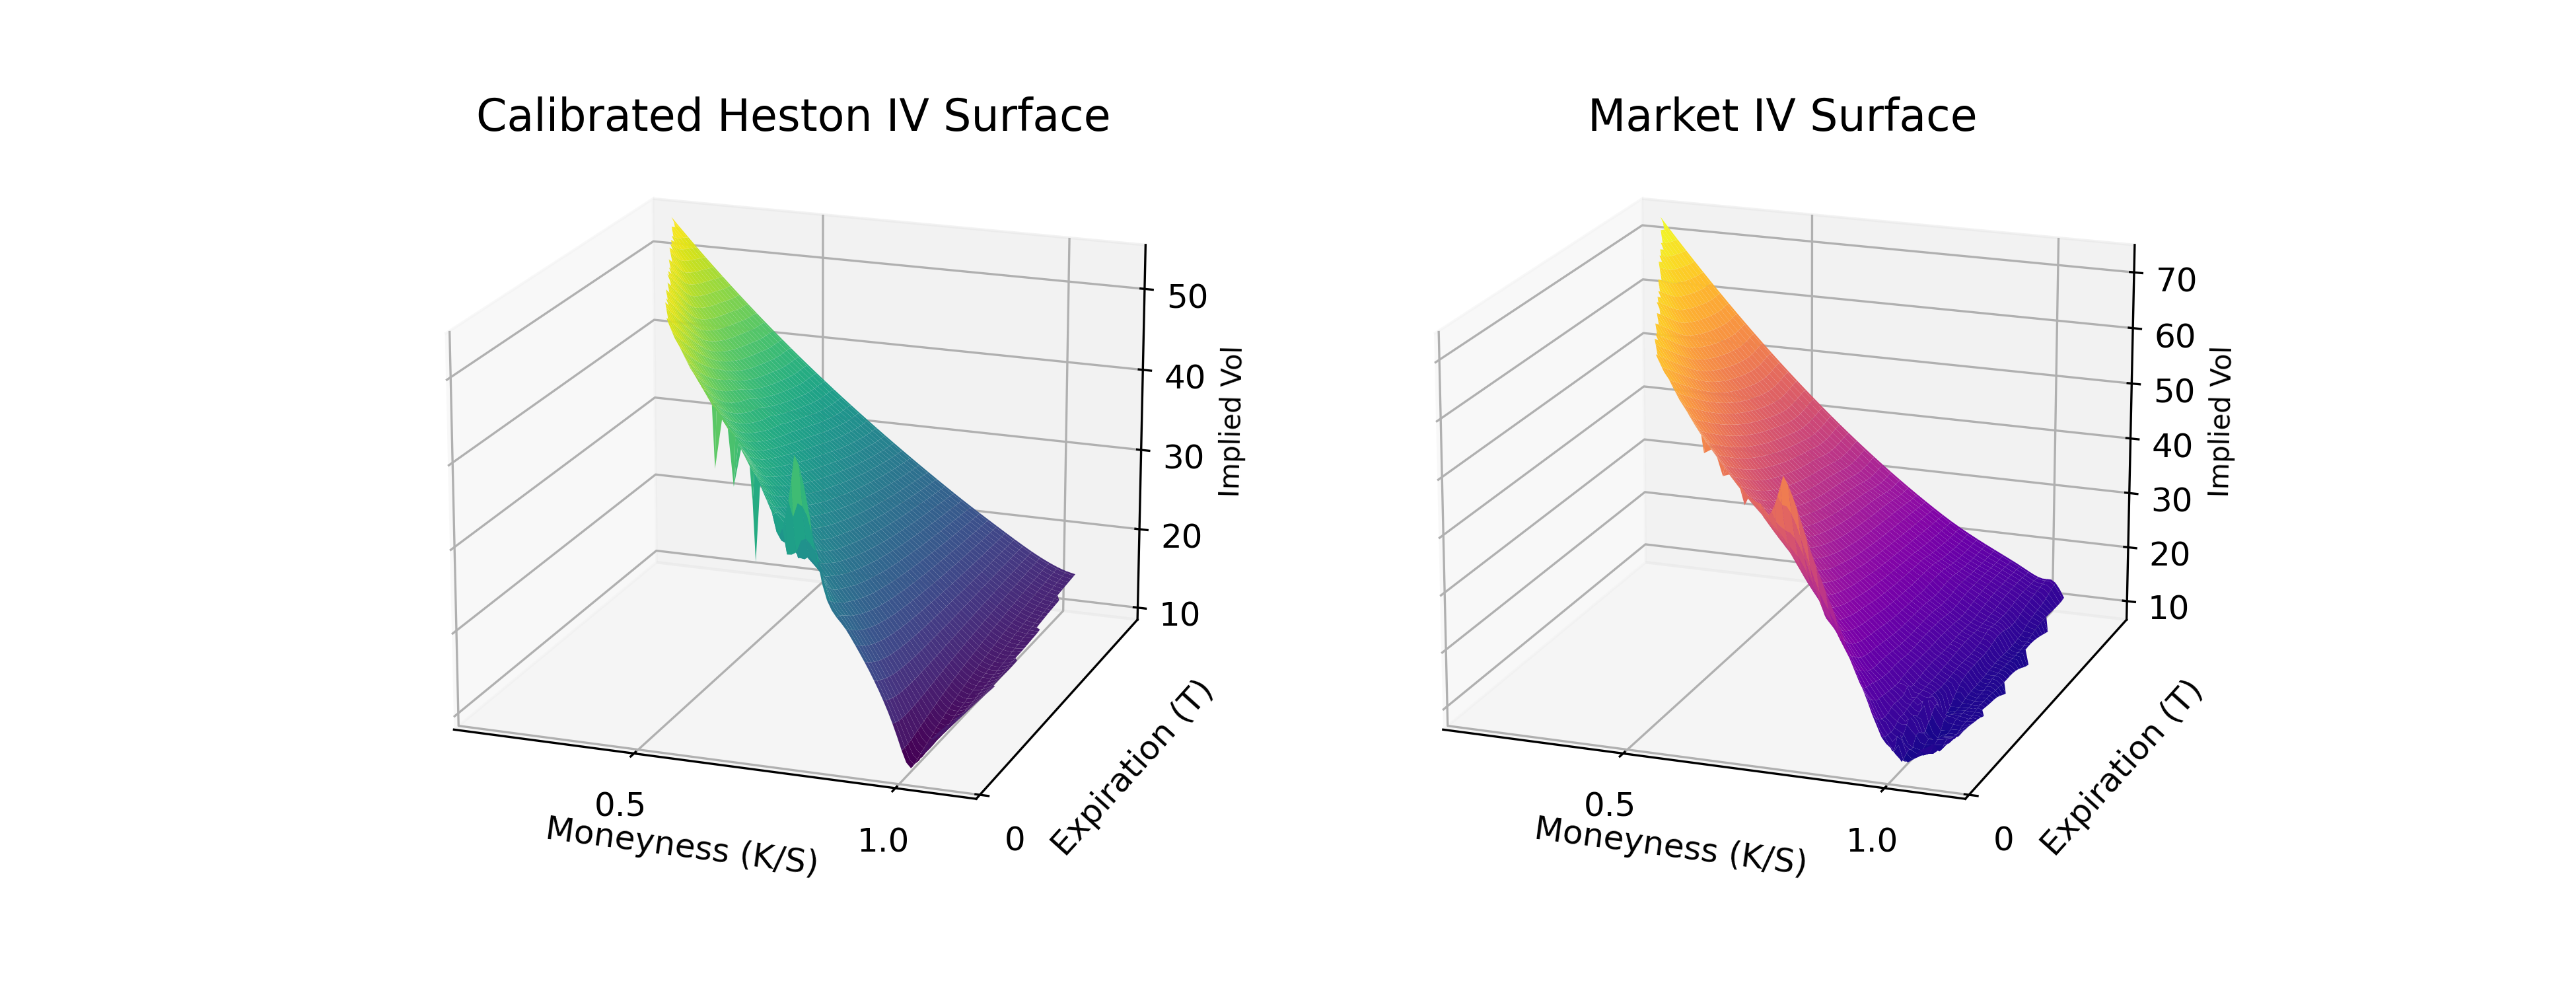 Calibrated Heston IV Surface
50
40
30
20
10
Implied Vol
0.5
1.0
Moneyness (K/S)
0
Expiration (T)
Market IV Surface
70
60
50
40
30
20
10
Implied Vol
0.5
1.0
Moneyness (K/S)
0
Expiration (T)